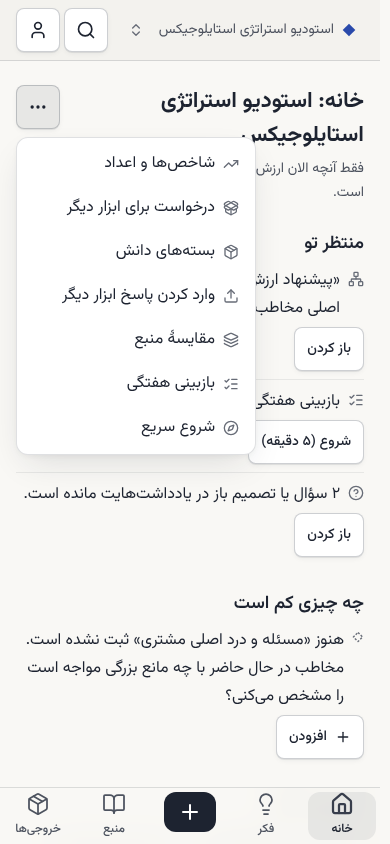 استودیو استراتژی استایلوجیکس
خانه: استودیو استراتژی
استایلوجیکس
فقط آنچه الان ارزش
است.
شاخص‌ها و اعداد
درخواست برای ابزار دیگر
بسته‌های دانش
وارد کردن پاسخ ابزار دیگر
مقایسهٔ منبع
بازبینی هفتگی
شروع سریع
منتظر تو
«پیشنهاد ارزش
اصلی مخاطب
باز کردن
بازبینی هفتگی
شروع (۵ دقیقه)
۲ سؤال یا تصمیم باز در یادداشت‌هایت مانده است.
باز کردن
چه چیزی کم است
هنوز «مسئله و درد اصلی مشتری» ثبت نشده است.
مخاطب در حال حاضر با چه مانع بزرگی مواجه است
را مشخص می‌کنی؟
افزودن
خانه
فکر
منبع
خروجی‌ها